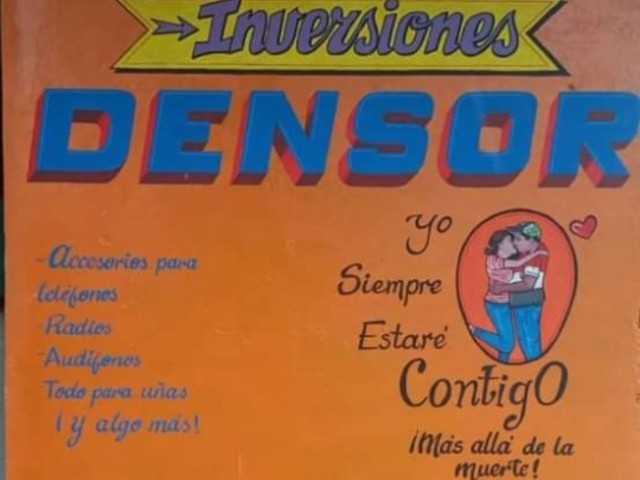 Inversiones
DENSOR
-Accesorios para
teléfonos
-Radios
-Audífonos
-Todo para uñas
¡y algo más!
Yo
Siempre
Estaré
Contigo
¡Más allá de la
muerte!